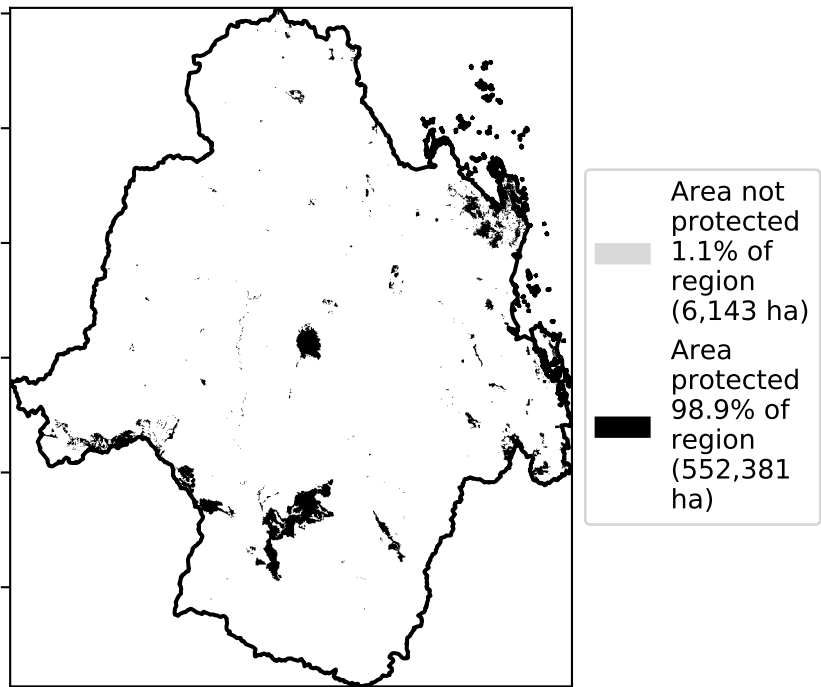 Area not
protected
1.1% of
region
(6,143 ha)
Area
protected
98.9% of
region
(552,381
ha)